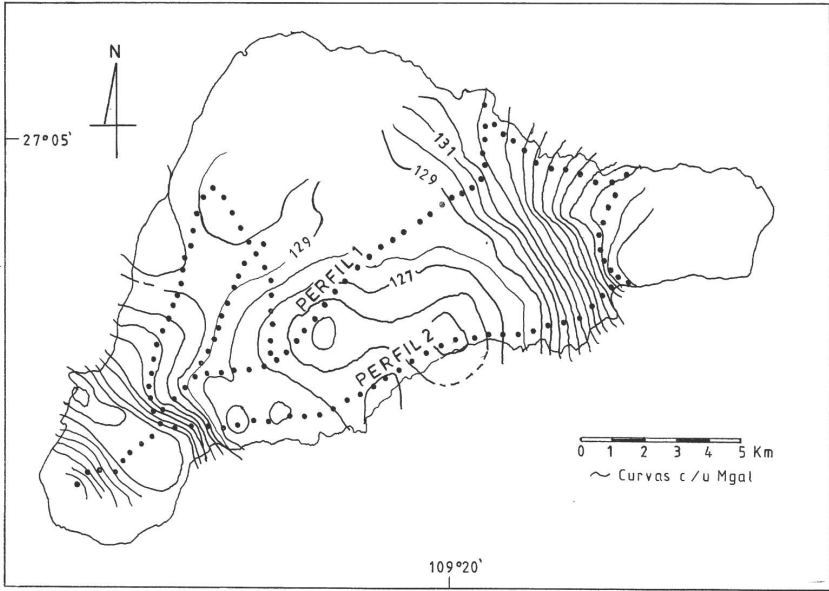 N
27°05'
131
129
129
PERFIL 1
127
PERFIL 2
0 1 2 3 4 5 Km
~ Curvas c/u Mgal
109°20'